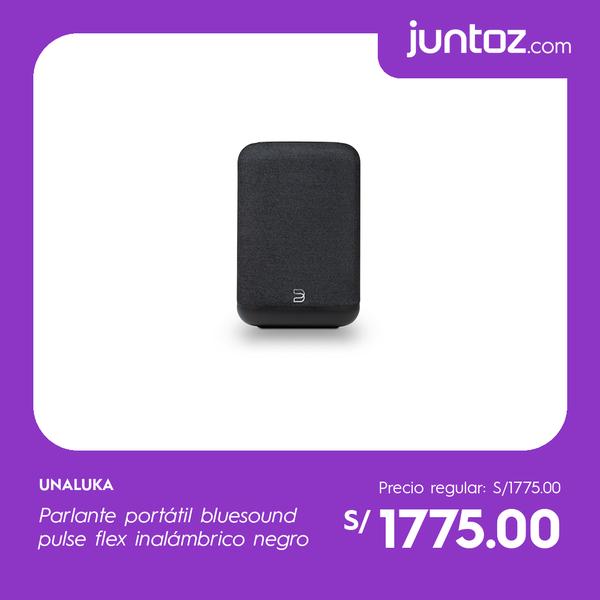 juntoz.com
UNALUKA
Parlante portátil bluesound
pulse flex inalámbrico negro
Precio regular: S/1775.00
S/1775.00